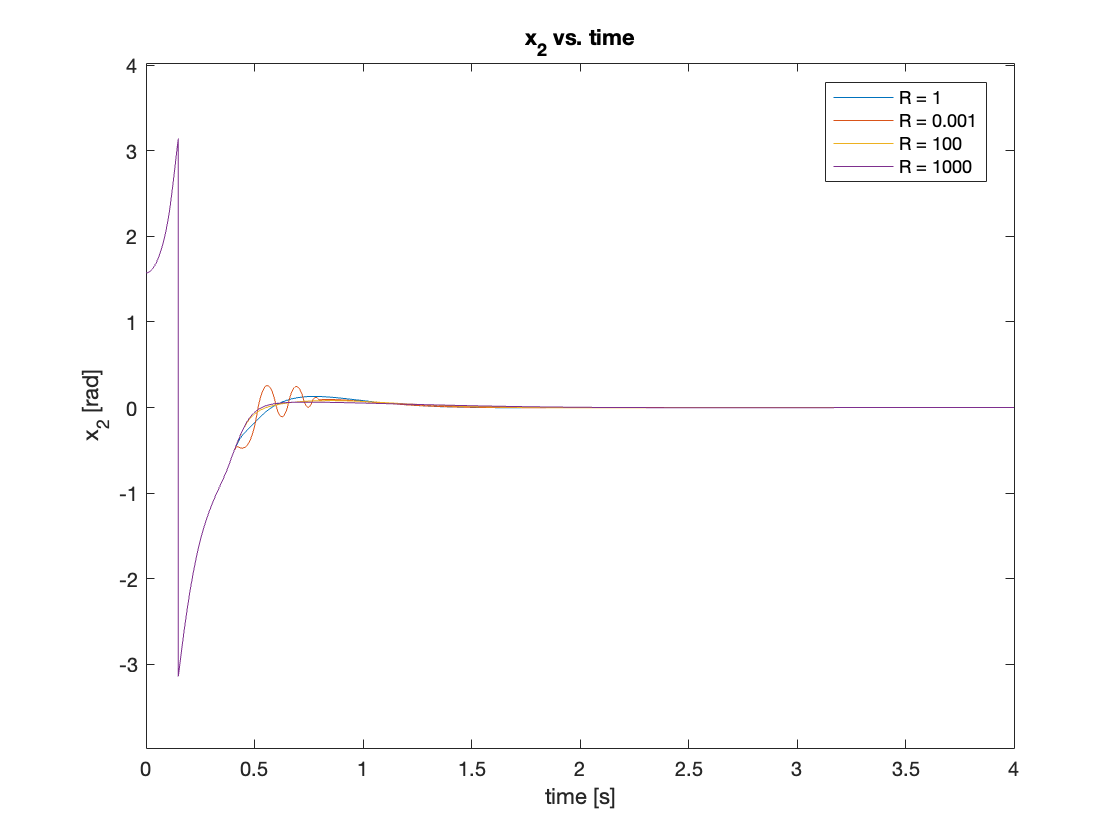 x2 vs. time
R = 1
R = 0.001
R = 100
R = 1000
x2 [rad]
4
3
2
1
0
-1
-2
-3
0 0.5 1 1.5 2 2.5 3 3.5 4
time [s]